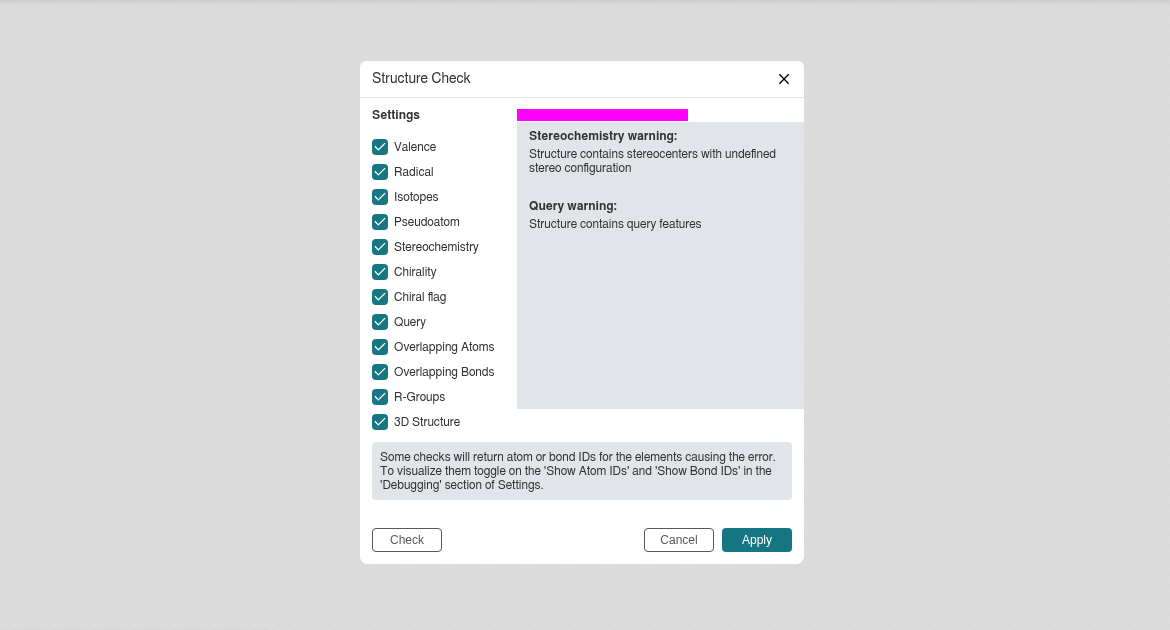 Structure Check
Settings
Valence
Radical
Isotopes
Pseudoatom
Stereochemistry
Chirality
Chiral flag
Query
Overlapping Atoms
Overlapping Bonds
R-Groups
3D Structure
Stereochemistry warning:
Structure contains stereocenters with undefined
stereo configuration
Query warning:
Structure contains query features
Some checks will return atom or bond IDs for the elements causing the error.
To visualize them toggle on the 'Show Atom IDs' and 'Show Bond IDs' in the
'Debugging' section of Settings.
Check
Cancel
Apply